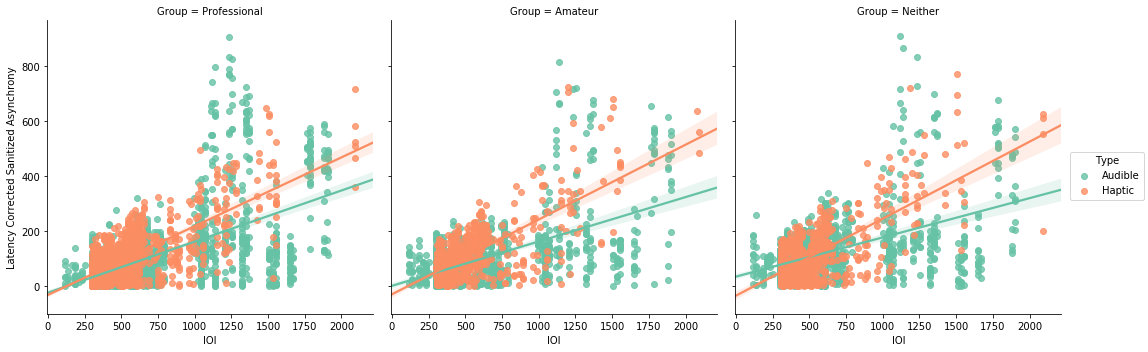 Group = Professional
Group = Amateur
Group = Neither
Latency Corrected Sanitized Asynchrony
800
600
400
200
0
0 250 500 750 1000 1250 1500 1750 2000
0 250 500 750 1000 1250 1500 1750 2000
0 250 500 750 1000 1250 1500 1750 2000
IOI
IOI
IOI
Type
Audible
Haptic